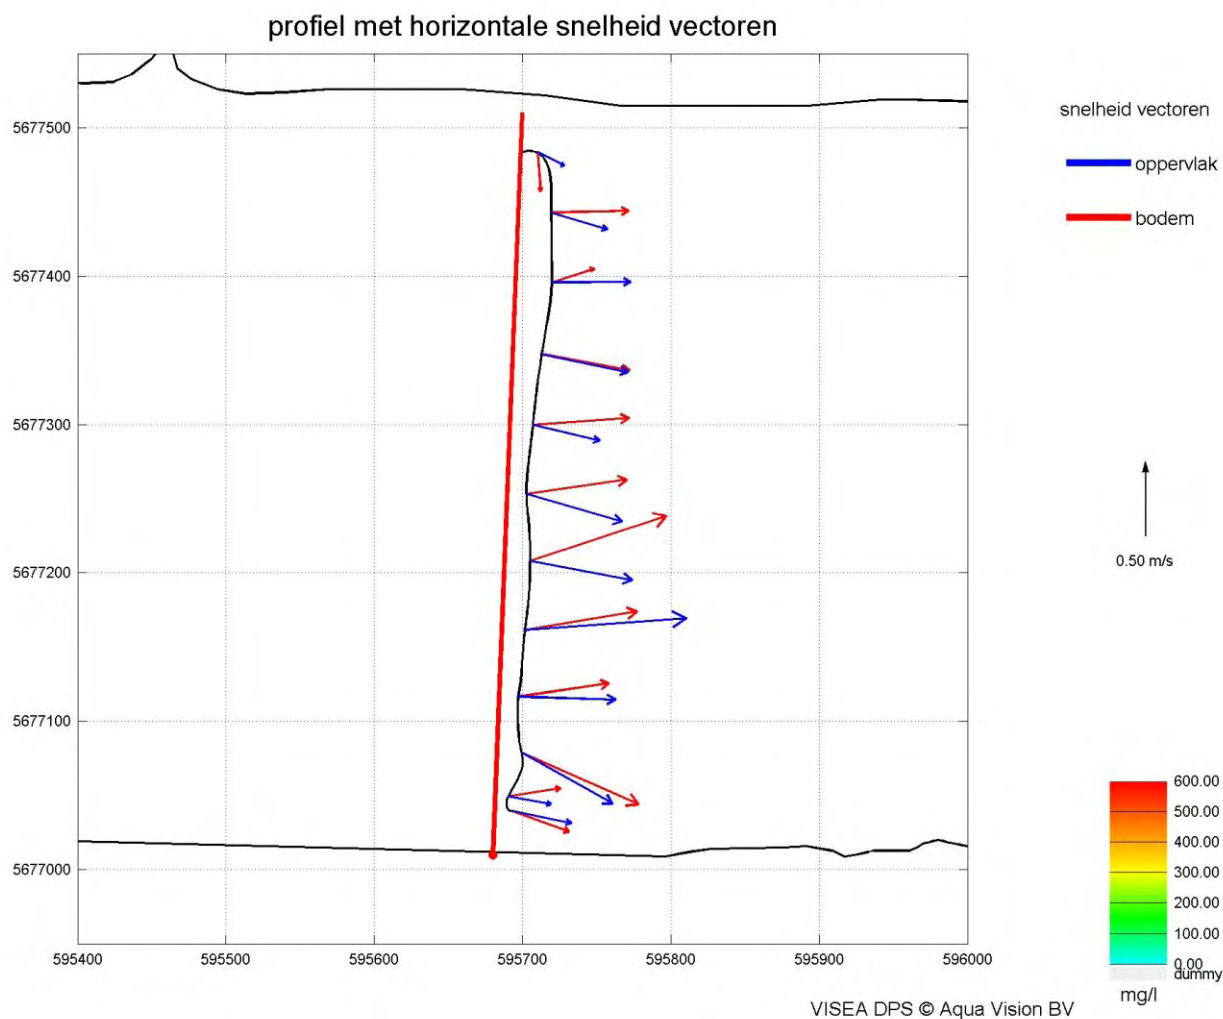 profiel met horizontale snelheid vectoren
5677500
5677400
5677300
5677200
5677100
5677000
595400
595500
595600
595700
595800
595900
596000
snelheid vectoren
oppervlak
bodem
0.50 m/s
600.00
500.00
400.00
300.00
200.00
100.00
0.00
dummy
mg/l
VISEA DPS © Aqua Vision BV